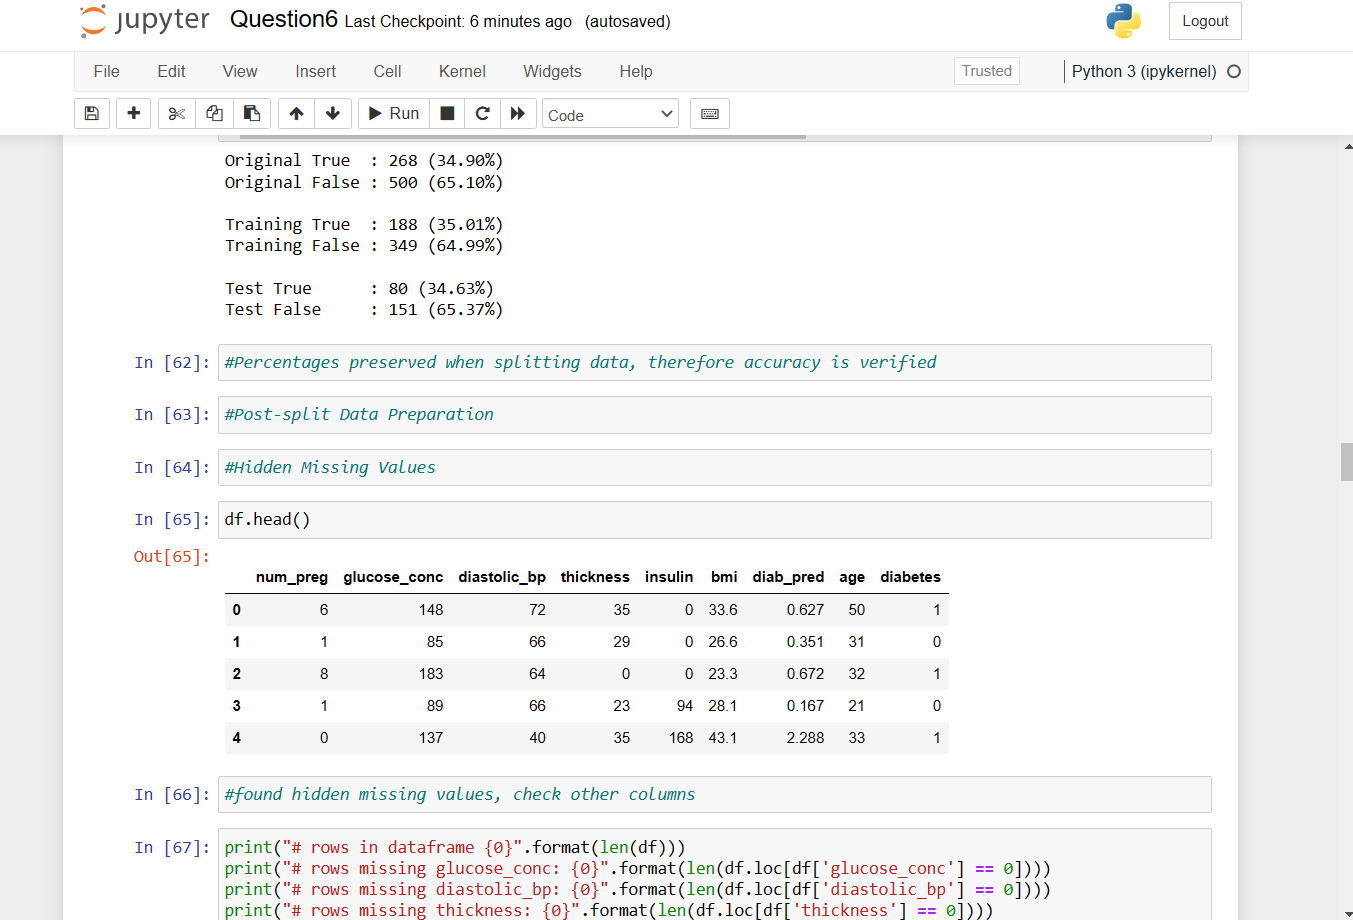 jupyter Question6 Last Checkpoint: 6 minutes ago (autosaved)
Logout
File Edit View Insert Cell Kernel Widgets Help
Trusted
Python 3 (ipykernel)
Run
Code
Original True : 268 (34.90%)
Original False : 500 (65.10%)
Training True : 188 (35.01%)
Training False : 349 (64.99%)
Test True : 80 (34.63%)
Test False : 151 (65.37%)
In [62]: #Percentages preserved when splitting data, therefore accuracy is verified
In [63]: #Post-split Data Preparation
In [64]: #Hidden Missing Values
In [65]: df.head()
Out[65]:
num_preg glucose_conc diastolic_bp thickness insulin bmi diab_pred age diabetes
0 6 148 72 35 0 33.6 0.627 50 1
1 1 85 66 29 0 26.6 0.351 31 0
2 8 183 64 0 0 23.3 0.672 32 1
3 1 89 66 23 94 28.1 0.167 21 0
4 0 137 40 35 168 43.1 2.288 33 1
In [66]: #found hidden missing values, check other columns
In [67]: print("# rows in dataframe {0}".format(len(df)))
print("# rows missing glucose_conc: {0}".format(len(df.loc[df['glucose_conc'] == 0])))
print("# rows missing diastolic_bp: {0}".format(len(df.loc[df['diastolic_bp'] == 0])))
print("# rows missing thickness: {0}".format(len(df.loc[df['thickness'] == 0])))